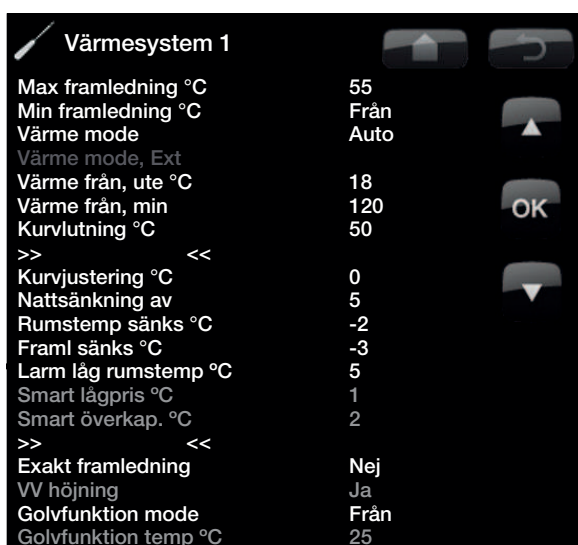 Värmesystem 1
Max framledning °C 55
Min framledning °C Från
Värme mode Auto
Värme mode, Ext
Värme från, ute °C 18
Värme från, min 120
OK
Kurvlutning °C 50
>> <<
Kurvjustering °C 0
Nattsänkning av 5
Rumstemp sänks °C -2
Framl sänks °C -3
Larm låg rumstemp ºC 5
Smart lågpris ºC 1
Smart överkap. ºC 2
>> <<
Exakt framledning Nej
VV höjning Ja
Golvfunktion mode Från
Golvfunktion temp ºC 25